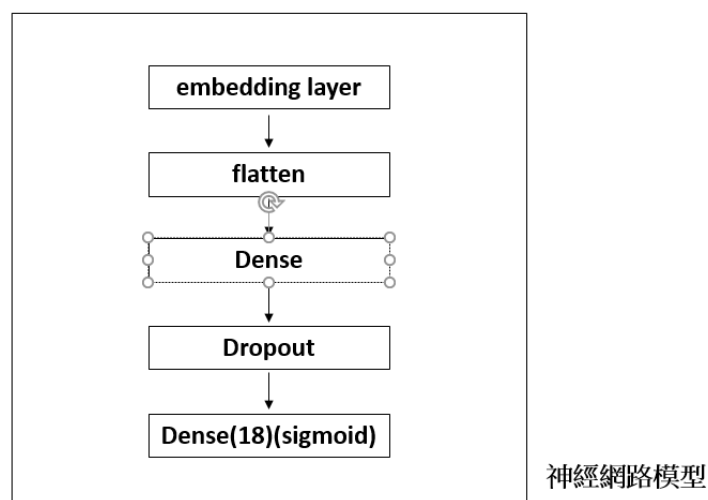 embedding layer
flatten
Dense
Dropout
Dense(18)(sigmoid)
神經網路模型